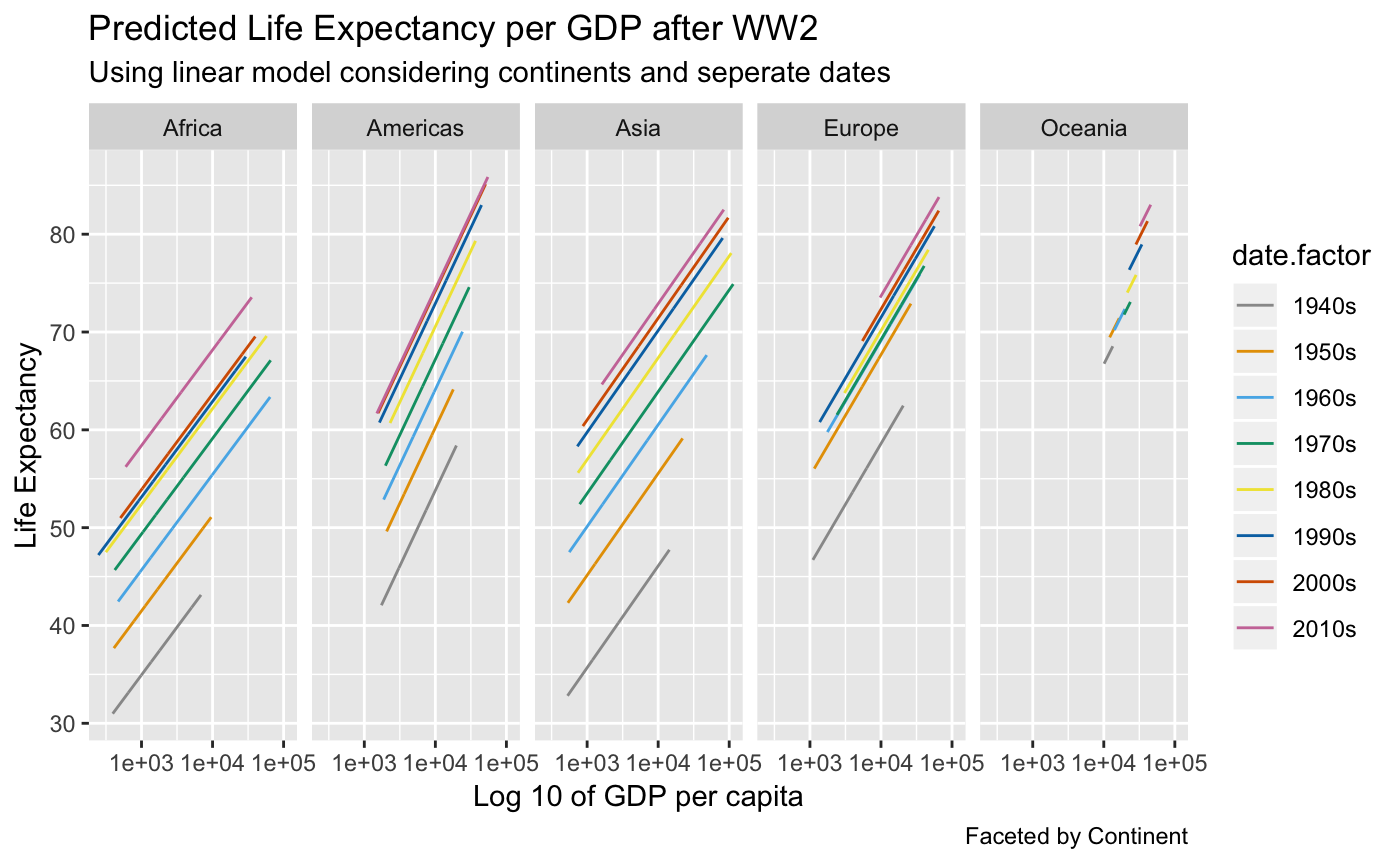 Predicted Life Expectancy per GDP after WW2
Using linear model considering continents and seperate dates
Africa Americas Asia Europe Oceania
80
70
60
50
40
30
Life Expectancy
1e+03 1e+04 1e+05 1e+03 1e+04 1e+05 1e+03 1e+04 1e+05 1e+03 1e+04 1e+05 1e+03 1e+04 1e+05
Log 10 of GDP per capita
date.factor
1940s
1950s
1960s
1970s
1980s
1990s
2000s
2010s
Faceted by Continent